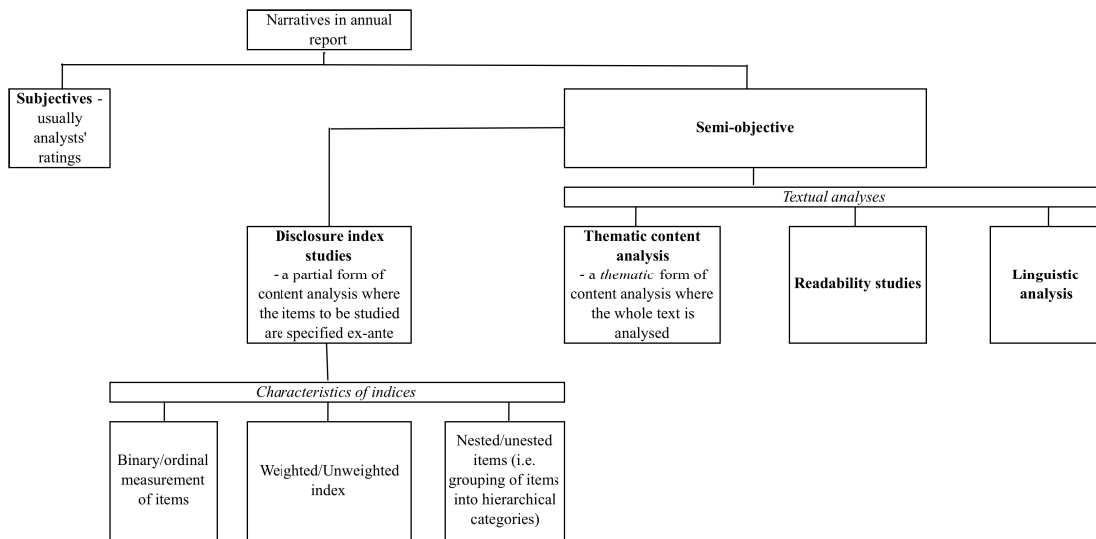 Narratives in annual
report
Subjectives -
usually
analysts'
ratings
Semi-objective
Textual analyses
Disclosure index
studies
- a partial form of
content analysis where
the items to be studied
are specified ex-ante
Thematic content
analysis
- a thematic form of
content analysis where
the whole text is
analysed
Readability studies
Linguistic
analysis
Characteristics of indices
Binary/ordinal
measurement
of items
Weighted/Unweighted
index
Nested/unested
items (i.e.
grouping of items
into hierarchical
categories)